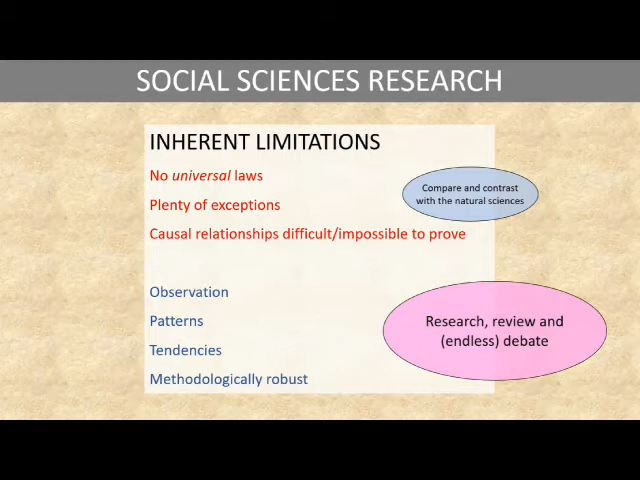 SOCIAL SCIENCES RESEARCH
INHERENT LIMITATIONS
No universal laws
Plenty of exceptions
Causal relationships difficult/impossible to prove
Compare and contrast
with the natural sciences
Observation
Patterns
Tendencies
Methodologically robust
Research, review and
(endless) debate